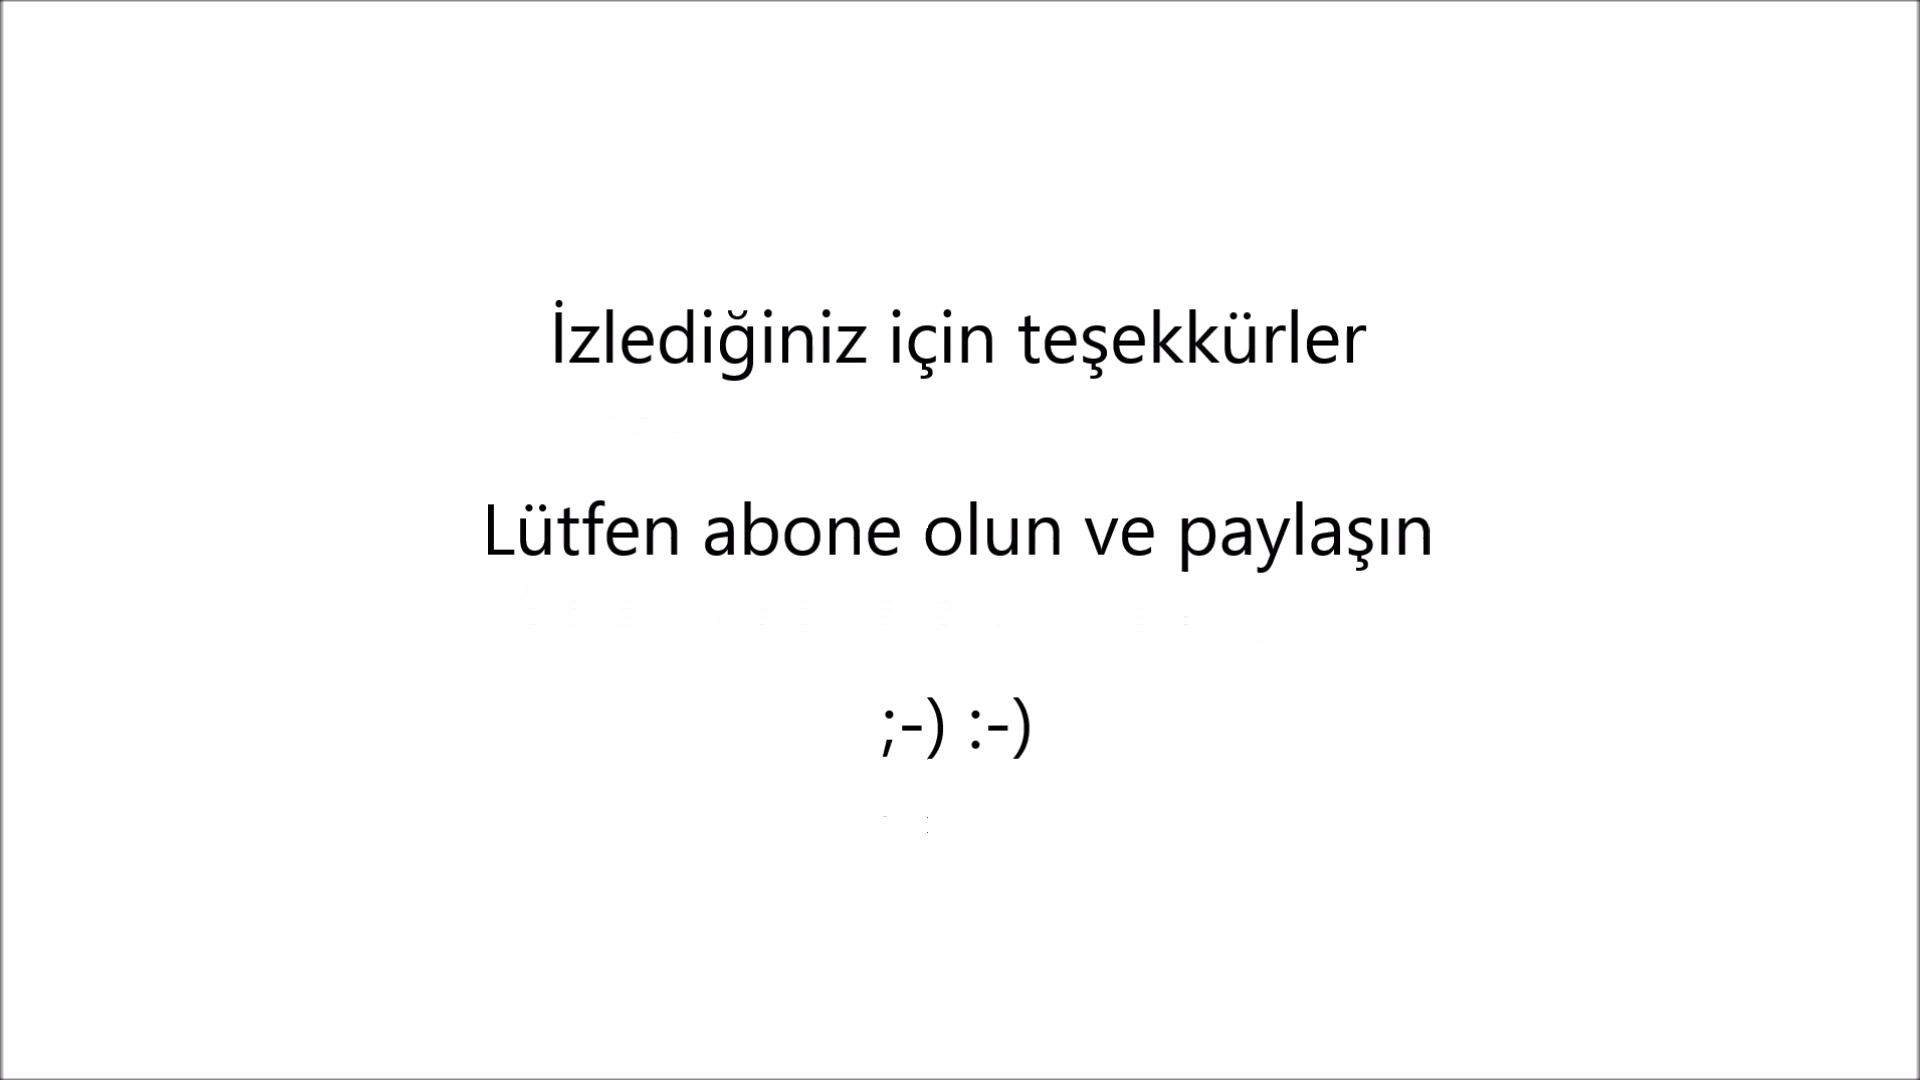 İzlediğiniz için teşekkürler
Lütfen abone olun ve paylaşın
;-) :-)